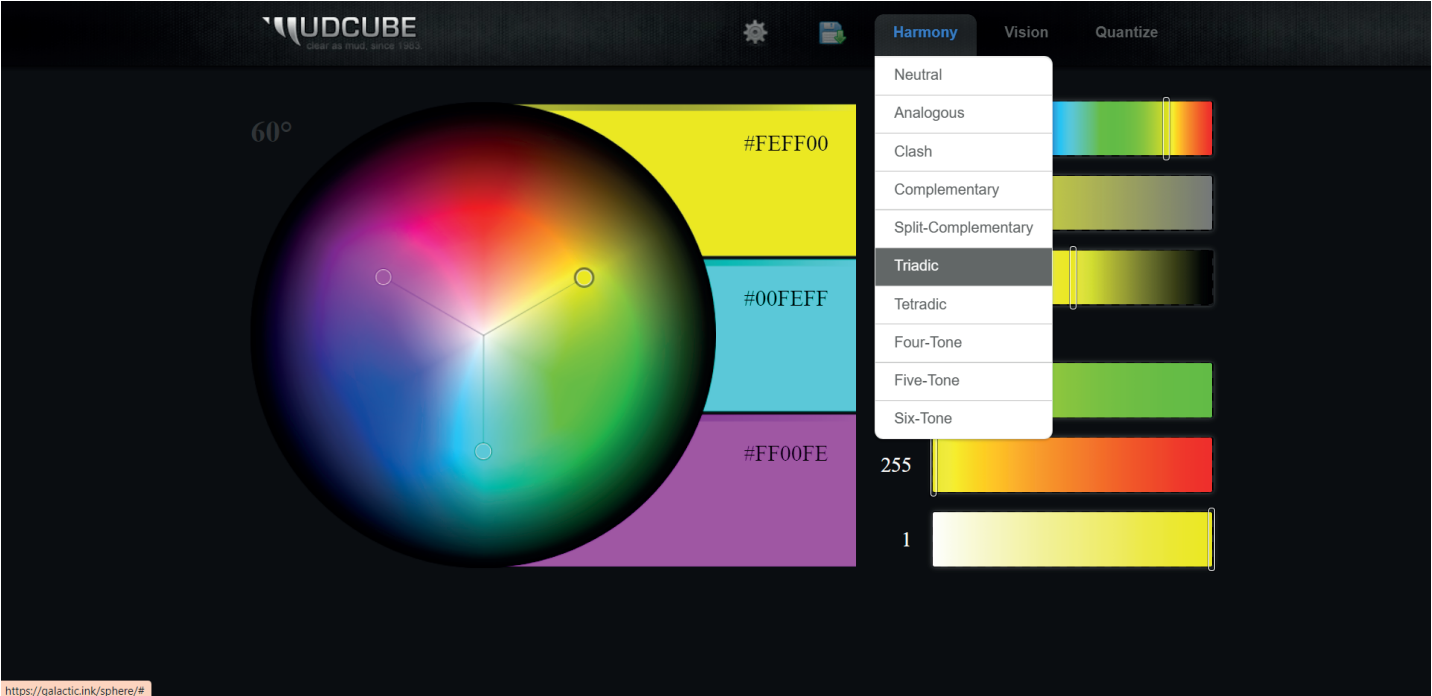 MUDCUBE
clear as mud, since 1983.
Harmony
Vision
Quantize
60°
#FEFF00
#00FEFF
#FF00FE
Neutral
Analogous
Clash
Complementary
Split-Complementary
Triadic
Tetradic
Four-Tone
Five-Tone
Six-Tone
255
1
https://galactic.ink/sphere/#